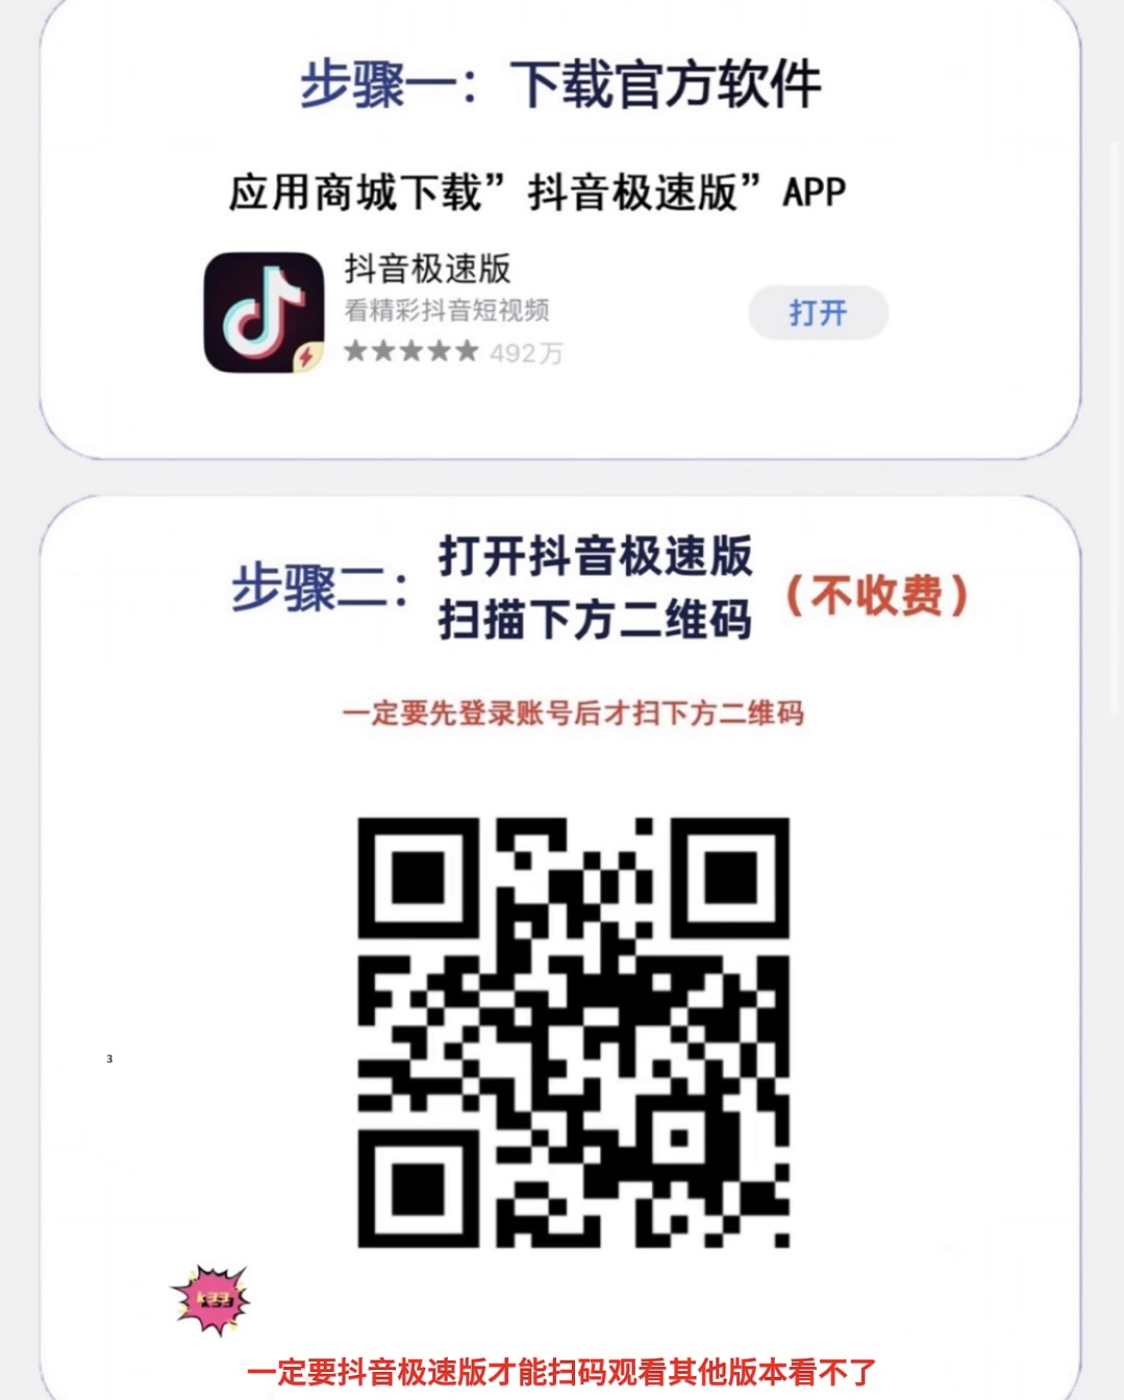 步骤一：下载官方软件
应用商城下载”抖音极速版”APP
抖音极速版
看精彩抖音短视频
★★★★★ 492万
打开
步骤二：
打开抖音极速版
扫描下方二维码
（不收费）
一定要先登录账号后才扫下方二维码
3
k33
一定要抖音极速版才能扫码观看其他版本看不了